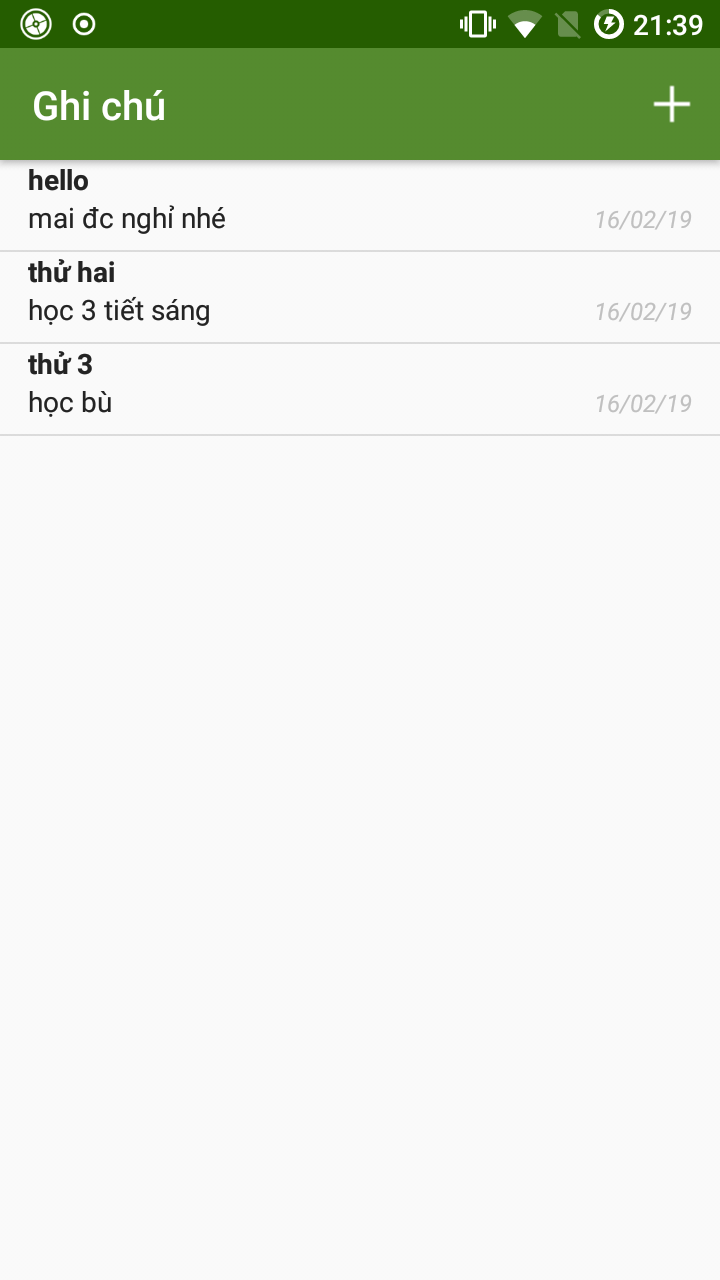 21:39
Ghi chú
hello
mai đc nghỉ nhé 16/02/19
thử hai
học 3 tiết sáng 16/02/19
thử 3
học bù 16/02/19